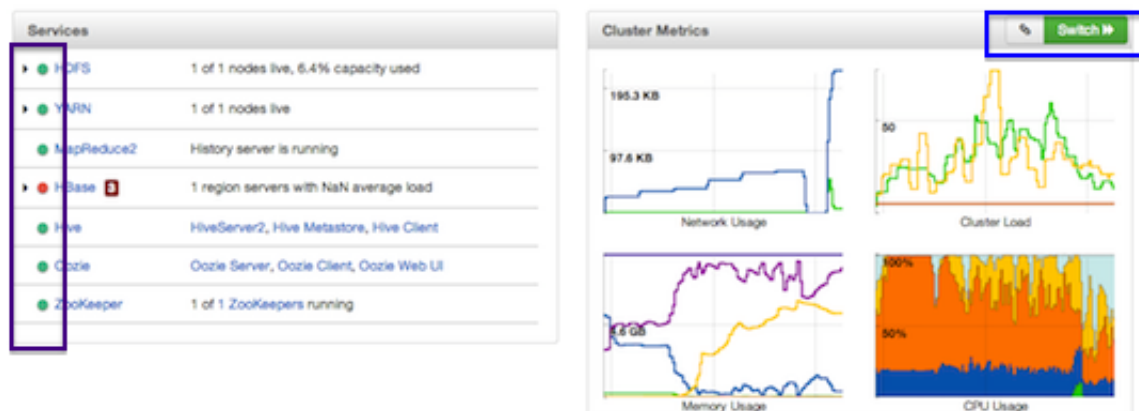 Services
HDFS 1 of 1 nodes live, 6.4% capacity used
YARN 1 of 1 nodes live
MapReduce2 History server is running
HBase 3 1 region servers with NaN average load
Hive HiveServer2, Hive Metastore, Hive Client
Oozie Oozie Server, Oozie Client, Oozie Web UI
ZooKeeper 1 of 1 ZooKeepers running
Cluster Metrics Switch
195.3 KB
97.6 KB
Network Usage
50
Cluster Load
4.6 GB
Memory Usage
100%
50%
CPU Usage